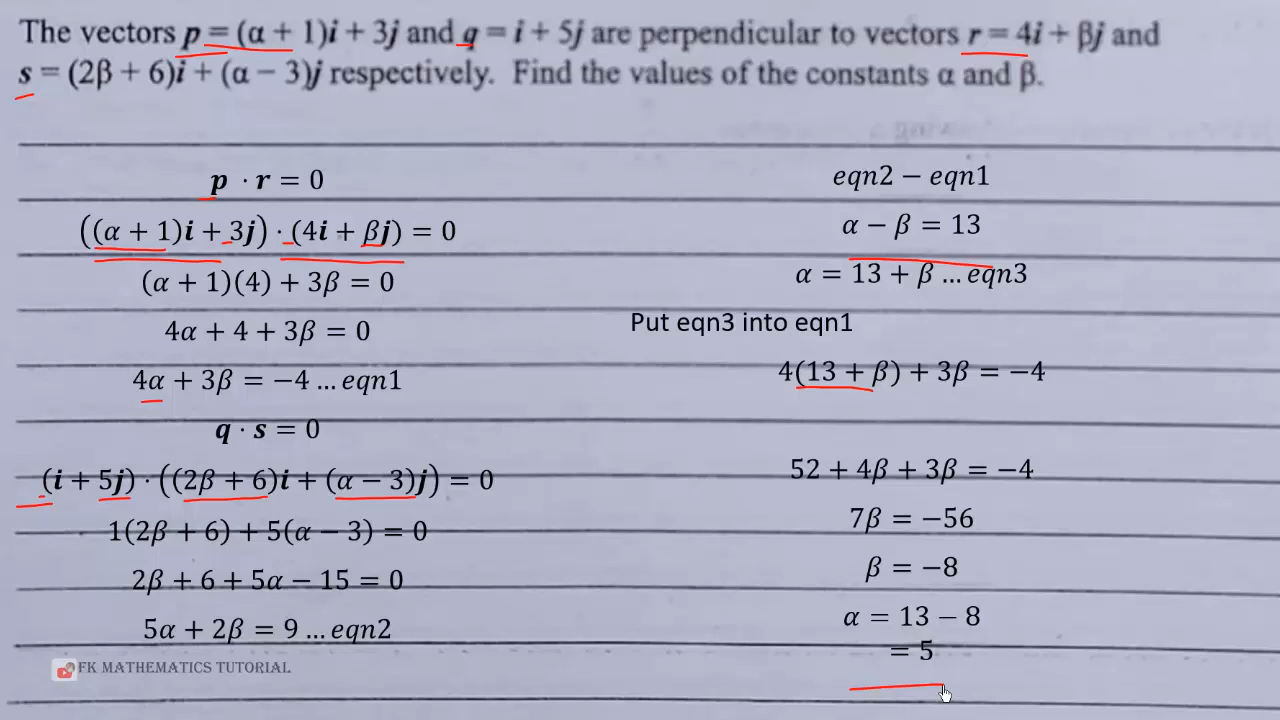 The vectors p = (α + 1)i + 3j and q = i + 5j are perpendicular to vectors r = 4i + βj and
s = (2β + 6)i + (α − 3)j respectively. Find the values of the constants α and β.
p · r = 0
((α + 1)i + 3j) · (4i + βj) = 0
(α + 1)(4) + 3β = 0
4α + 4 + 3β = 0
4α + 3β = −4 … eqn1
q · s = 0
(i + 5j) · ((2β + 6)i + (α − 3)j) = 0
1(2β + 6) + 5(α − 3) = 0
2β + 6 + 5α − 15 = 0
5α + 2β = 9 … eqn2
FK MATHEMATICS TUTORIAL
eqn2 − eqn1
α − β = 13
α = 13 + β … eqn3
Put eqn3 into eqn1
4(13 + β) + 3β = −4
52 + 4β + 3β = −4
7β = −56
β = −8
α = 13 − 8
= 5